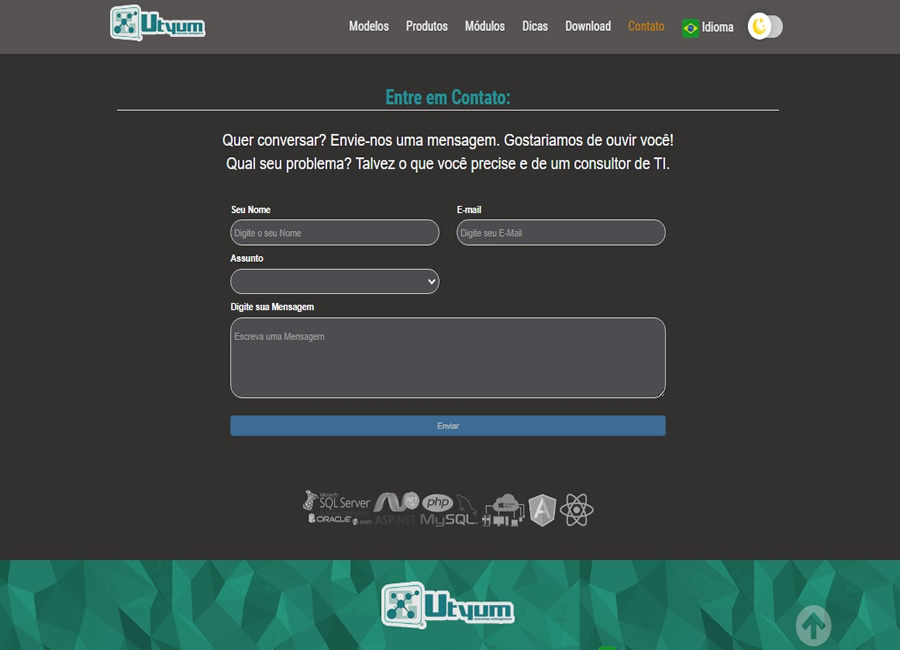 Utyum
Modelos Produtos Módulos Dicas Download Contato Idioma
Entre em Contato:
Quer conversar? Envie-nos uma mensagem. Gostariamos de ouvir você!
Qual seu problema? Talvez o que você precise e de um consultor de TI.
Seu Nome E-mail
Digite o seu Nome Digite seu E-Mail
Assunto
Digite sua Mensagem
Escreva uma Mensagem
Enviar
Microsoft
SQL Server .NET php
ORACLE ASP.NET MySQL
A
Utyum